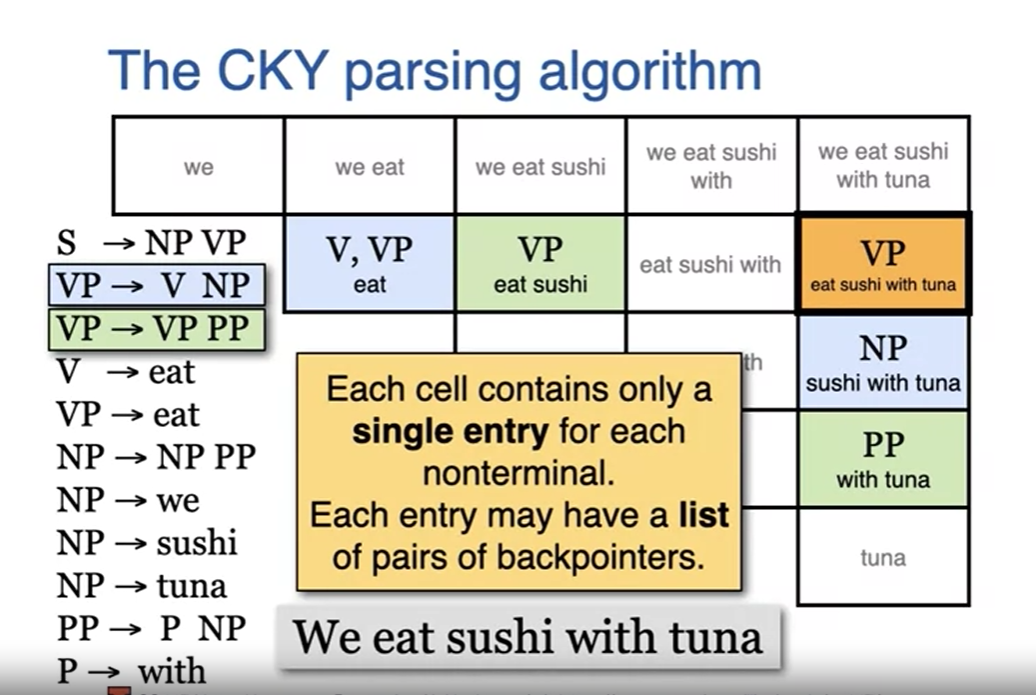 The CKY parsing algorithm
we
we eat
we eat sushi
we eat sushi
with
we eat sushi
with tuna
S → NP VP
VP → V NP
VP → VP PP
V → eat
VP → eat
NP → NP PP
NP → we
NP → sushi
NP → tuna
PP → P NP
P → with
V, VP
eat
VP
eat sushi
eat sushi with
VP
eat sushi with tuna
th
NP
sushi with tuna
PP
with tuna
tuna
Each cell contains only a
single entry for each
nonterminal.
Each entry may have a list
of pairs of backpointers.
We eat sushi with tuna